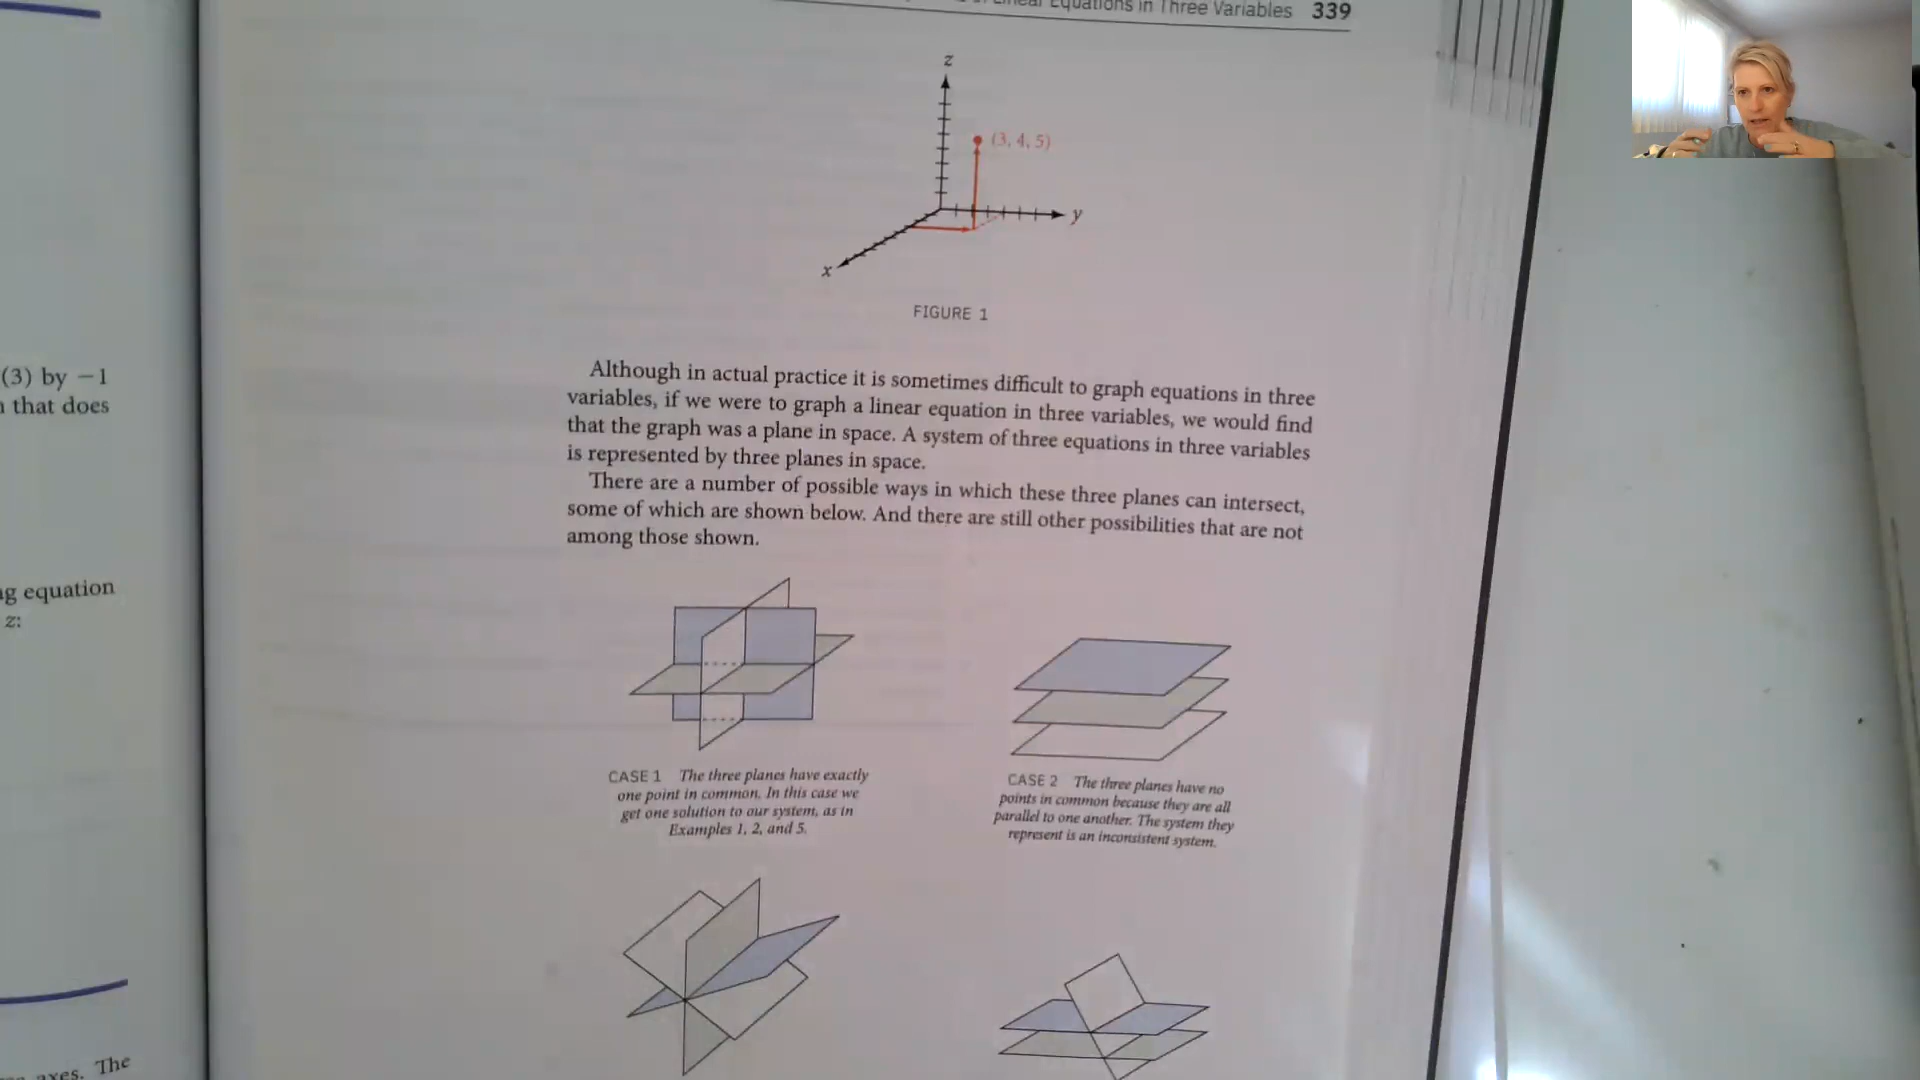 Linear Equations in Three Variables 339
z
(3, 4, 5)
y
x
FIGURE 1
(3) by −1
that does
Although in actual practice it is sometimes difficult to graph equations in three
variables, if we were to graph a linear equation in three variables, we would find
that the graph was a plane in space. A system of three equations in three variables
is represented by three planes in space.
There are a number of possible ways in which these three planes can intersect,
some of which are shown below. And there are still other possibilities that are not
among those shown.
equation
z:
CASE 1 The three planes have exactly
one point in common. In this case we
get one solution to our system, as in
Examples 1, 2, and 5.
CASE 2 The three planes have no
points in common because they are all
parallel to one another. The system they
represent is an inconsistent system.
axes. The